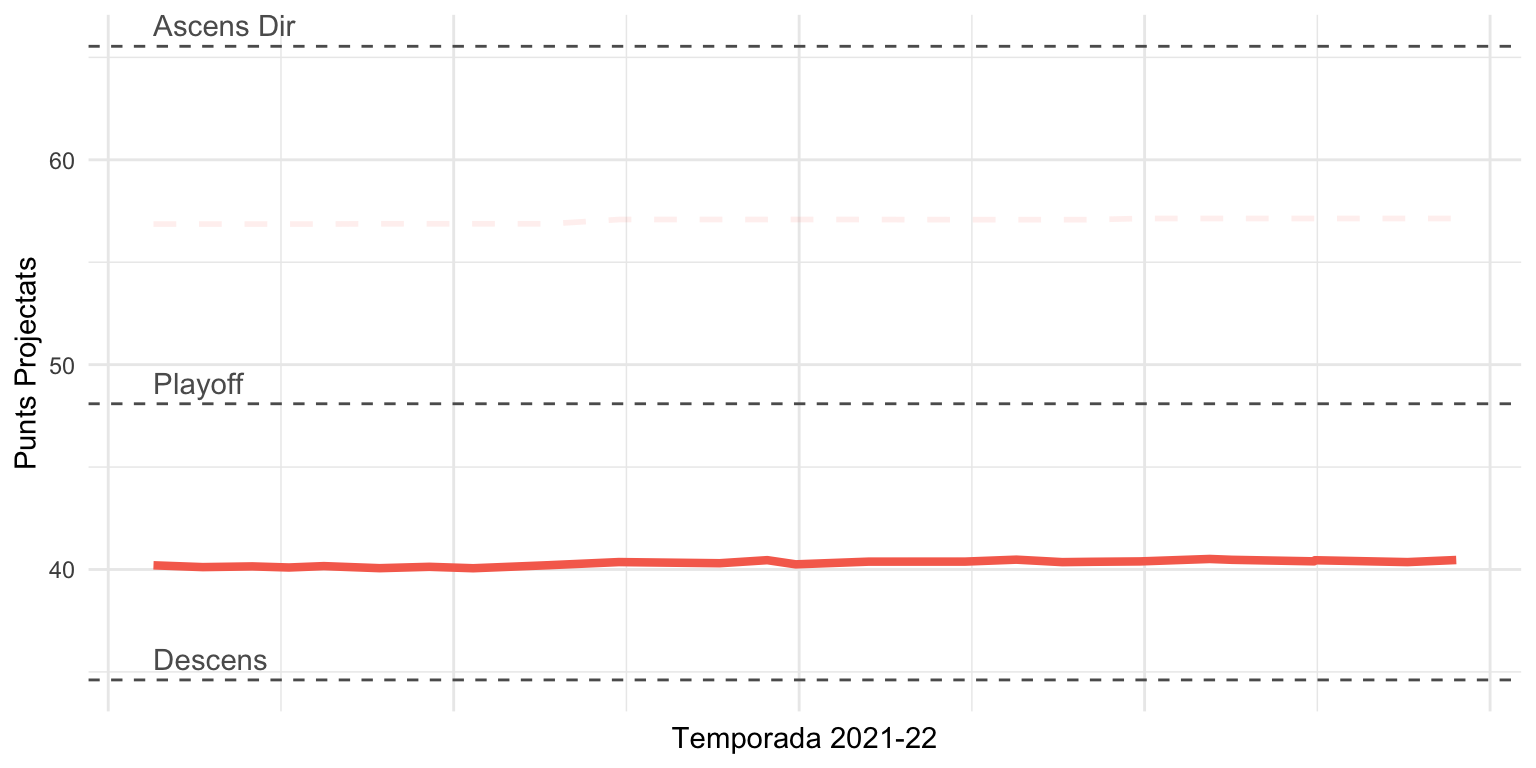 Ascens Dir
60
50
Playoff
40
Descens
Punts Projectats
Temporada 2021-22